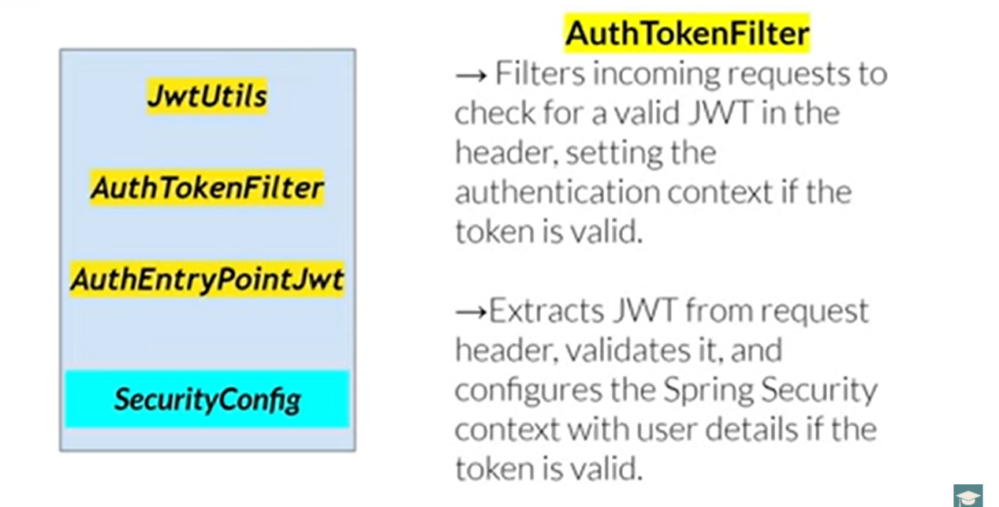 JwtUtils
AuthTokenFilter
AuthEntryPointJwt
SecurityConfig
AuthTokenFilter
→ Filters incoming requests to
check for a valid JWT in the
header, setting the
authentication context if the
token is valid.
→Extracts JWT from request
header, validates it, and
configures the Spring Security
context with user details if the
token is valid.